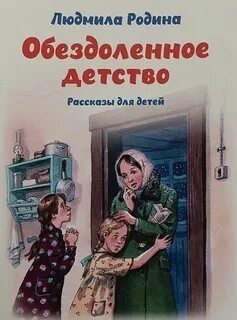 Людмила Родина
Обездоленное
детство
Рассказы для детей